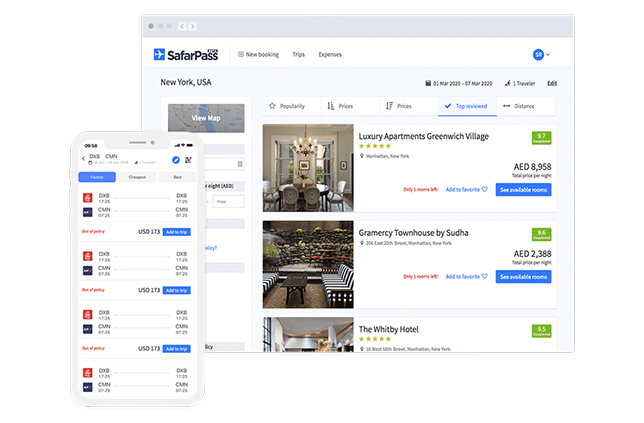 SafarPass
New booking
Trips
Expenses
SR
New York, USA
01 Mar 2020 - 07 Mar 2020
1 Traveler
Edit
View Map
Popularity
Prices
Prices
Top reviewed
Distance
Luxury Apartments Greenwich Village
Manhattan, New York
9.7
Exceptional
AED 8,958
Total price per night
Only 1 rooms left!
Add to favorite
See available rooms
r night (AED)
- max
policy?
Gramercy Townhouse by Sudha
206 East 20th Street, Manhattan, New York
9.6
Exceptional
AED 2,388
Total price per night
Only 1 rooms left!
Add to favorite
See available rooms
The Whitby Hotel
18 West 56th Street, Manhattan, New York
9.5
Exceptional
olicy
09:58
DXB CMN
1 Traveler
Fastest
Cheapest
Best
DXB CMN
17:25 07:25
DXB CMN
17:25 07:25
Out of policy
USD 173
Add to trip
DXB CMN
17:25 07:25
DXB CMN
17:25 07:25
Out of policy
USD 173
Add to trip
DXB CMN
17:25 07:25
DXB CMN
17:25 07:25
Out of policy
USD 173
Add to trip
DXB CMN
17:25 07:25
DXB CMN
17:25 07:25